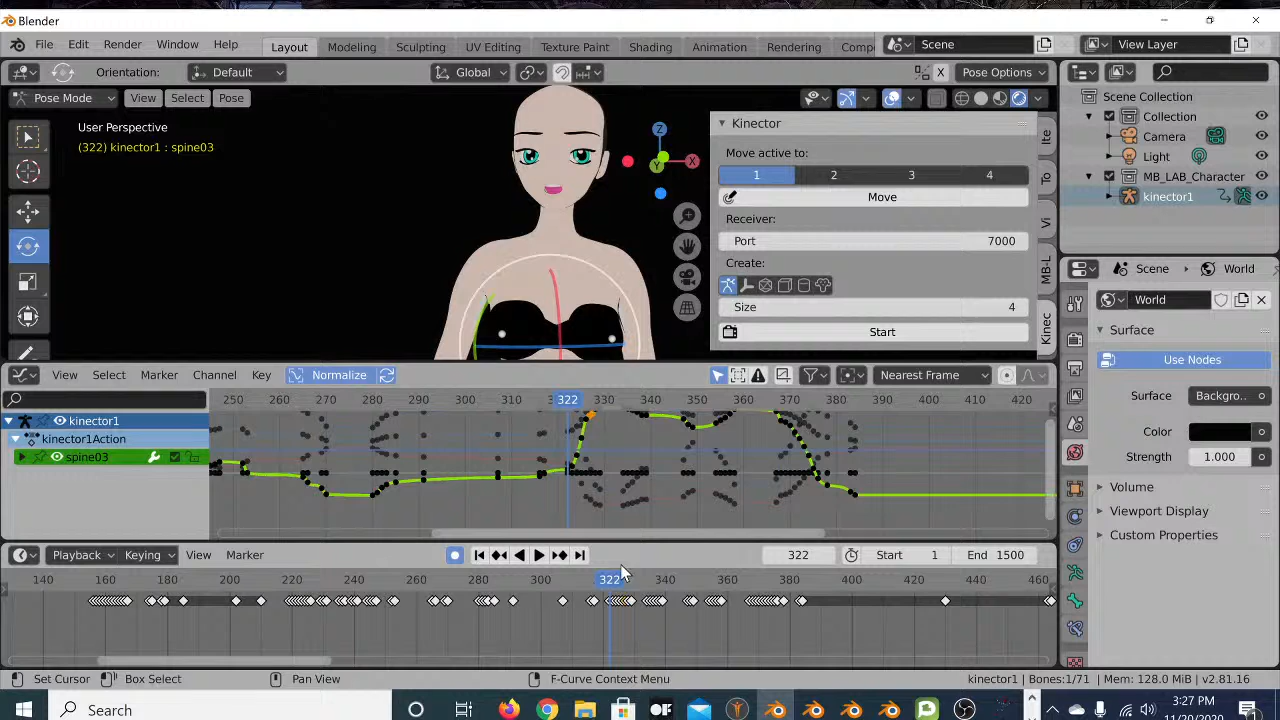 Blender
File Edit Render Window Help Layout Modeling Sculpting UV Editing Texture Paint Shading Animation Rendering Comp Scene View Layer
Orientation: Default Global X Pose Options
Pose Mode View Select Pose
User Perspective
(322) kinector1 : spine03
Z
Y
X
Kinector
Move active to:
1 2 3 4
Move
Receiver:
Port 7000
Create:
Size 4
Start
Ite
To
Vi
MB-L
Kinec
Scene Collection
Collection
Camera
Light
MB_LAB_Character
kinector1
Scene World
World
Surface
Use Nodes
Surface Backgro..
Color
Strength 1.000
Volume
Viewport Display
Custom Properties
View Select Marker Channel Key Normalize Nearest Frame
250 260 270 280 290 300 310 322 330 340 350 360 370 380 390 400 410 420
kinector1
kinector1Action
spine03
Playback Keying View Marker 322 Start 1 End 1500
140 160 180 200 220 240 260 280 300 322 340 360 380 400 420 440 460
Set Cursor Box Select Pan View F-Curve Context Menu kinector1 | Bones:1/71 | Mem: 128.0 MiB | v2.81.16
Search
3:27 PM
11/20/2020